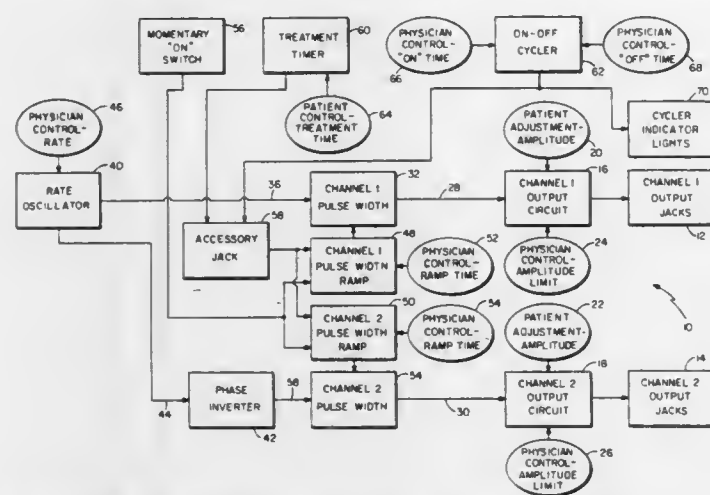 MOMENTARY
"ON"
SWITCH
56
TREATMENT
TIMER
60
PHYSICIAN
CONTROL-
"ON" TIME
66
ON-OFF
CYCLER
62
PHYSICIAN
CONTROL-
"OFF" TIME
68
PHYSICIAN
CONTROL-
RATE
46
PATIENT
CONTROL-
TREATMENT
TIME
64
PATIENT
ADJUSTMENT-
AMPLITUDE
20
CYCLER
INDICATOR
LIGHTS
70
RATE
OSCILLATOR
40
36
CHANNEL 1
PULSE WIDTH
32
28
CHANNEL 1
OUTPUT
CIRCUIT
16
CHANNEL 1
OUTPUT
JACKS
12
ACCESSORY
JACK
58
CHANNEL 1
PULSE WIDTH
RAMP
48
PHYSICIAN
CONTROL-
RAMP TIME
52
PHYSICIAN
CONTROL-
AMPLITUDE
LIMIT
24
CHANNEL 2
PULSE WIDTH
RAMP
50
PHYSICIAN
CONTROL-
RAMP TIME
54
PATIENT
ADJUSTMENT-
AMPLITUDE
22
10
44
PHASE
INVERTER
42
58
CHANNEL 2
PULSE WIDTH
54
30
CHANNEL 2
OUTPUT
CIRCUIT
18
CHANNEL 2
OUTPUT
JACKS
14
PHYSICIAN
CONTROL-
AMPLITUDE
LIMIT
26